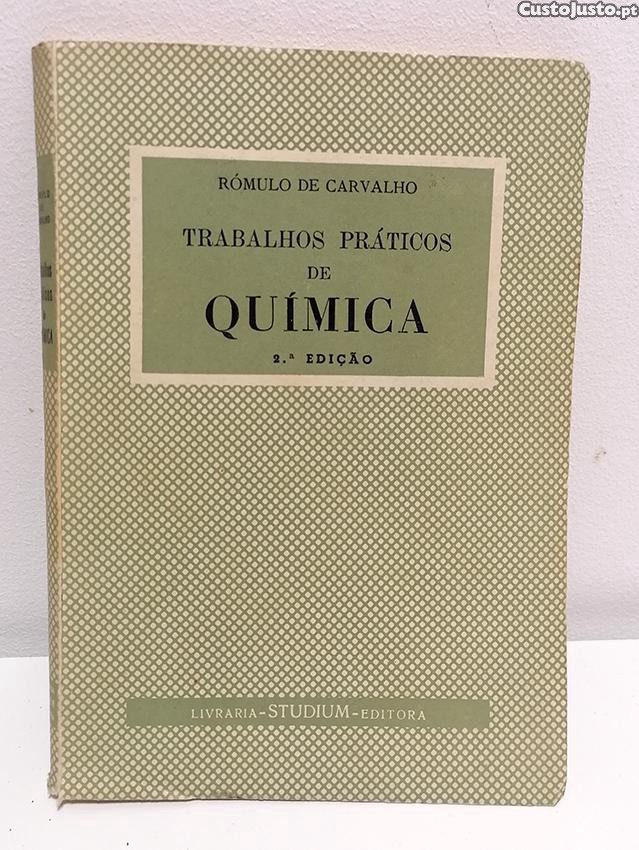 CustoJusto.pt
RÓMULO DE CARVALHO
TRABALHOS PRÁTICOS
DE
QUÍMICA
2.ª EDIÇÃO
LIVRARIA-STUDIUM-EDITORA